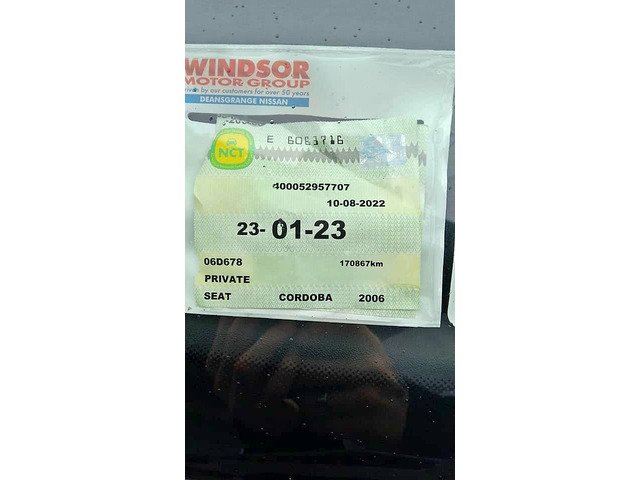 WINDSOR
MOTOR GROUP
driven by our customers for over 50 years
DEANSGRANGE NISSAN
NCT
400052957707
10-08-2022
23-01-23
06D678
170867km
PRIVATE
SEAT CORDOBA 2006